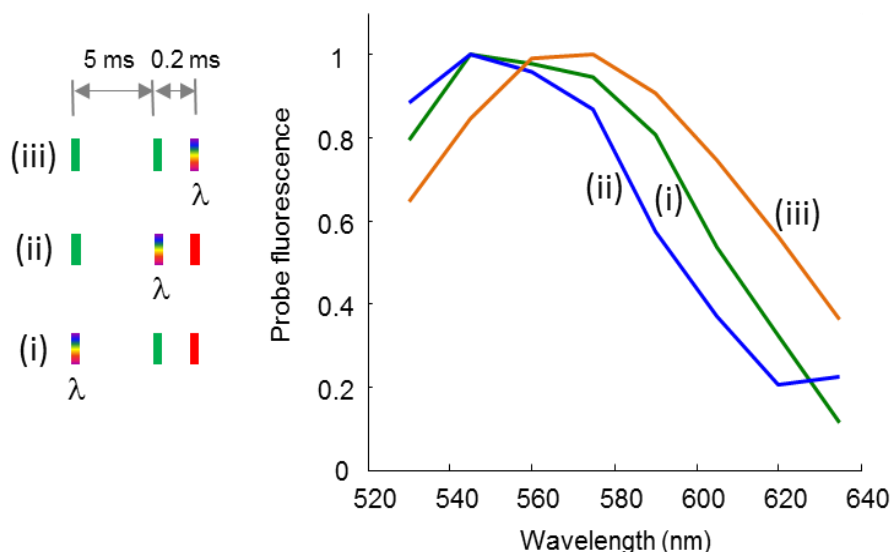 5 ms
0.2 ms
(iii)
λ
(ii)
λ
(i)
λ
Probe fluorescence
1
0.8
0.6
0.4
0.2
0
(ii)
(i)
(iii)
520
540
560
580
600
620
640
Wavelength (nm)